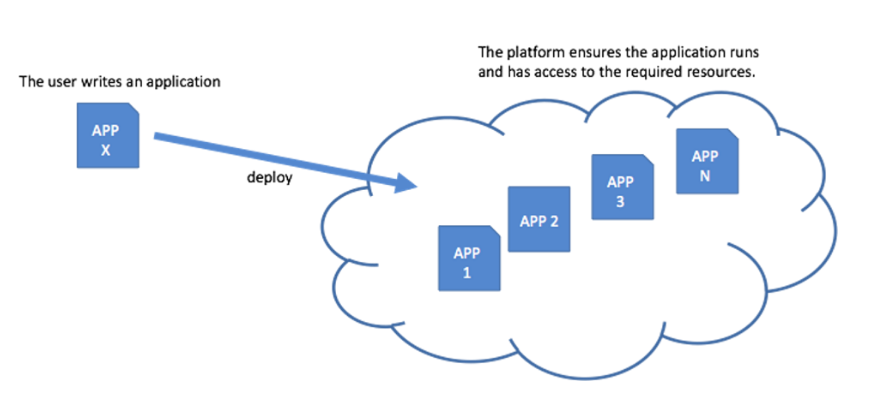 The user writes an application
APP
X
deploy
The platform ensures the application runs
and has access to the required resources.
APP
1
APP 2
APP
3
APP
N